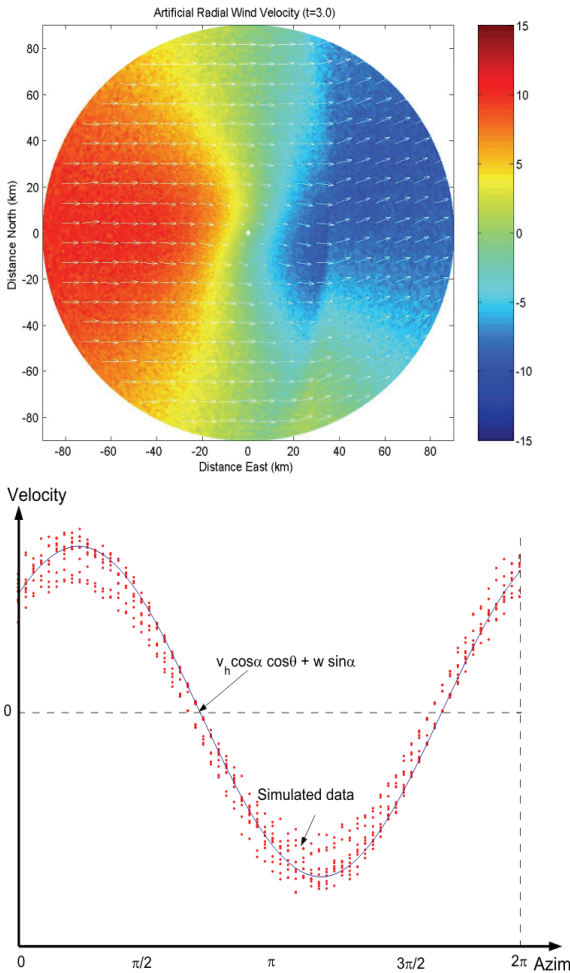 Artificial Radial Wind Velocity (t=3.0)
Distance North (km)
80
60
40
20
0
-20
-40
-60
-80
-80 -60 -40 -20 0 20 40 60 80
Distance East (km)
15
10
5
0
-5
-10
-15
Velocity
v_h cosα cosθ + w sinα
0
Simulated data
0 π/2 π 3π/2 2π Azim